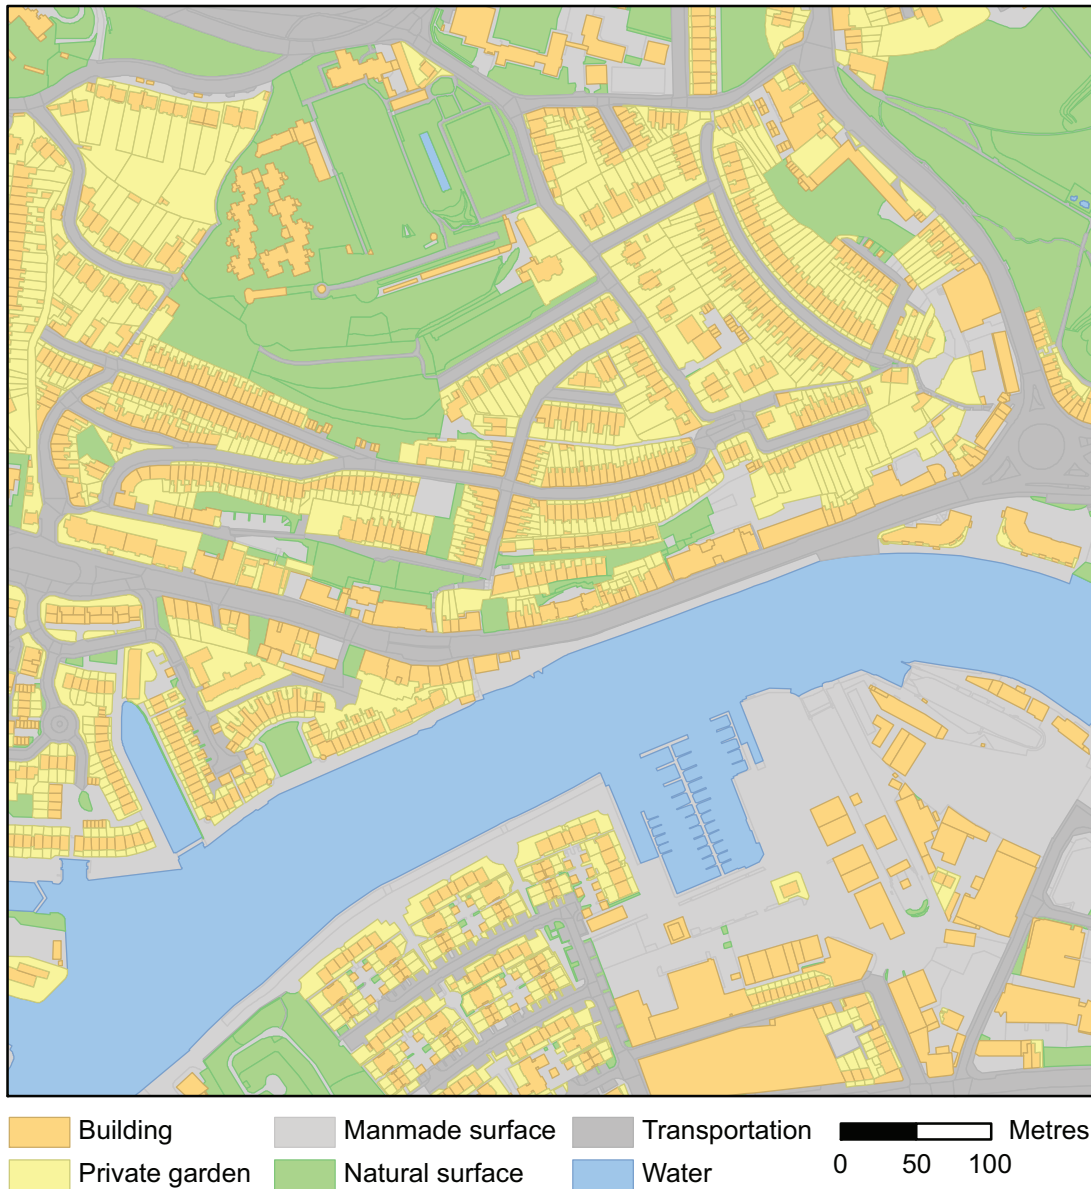 Building Manmade surface Transportation Metres
Private garden Natural surface Water 0 50 100